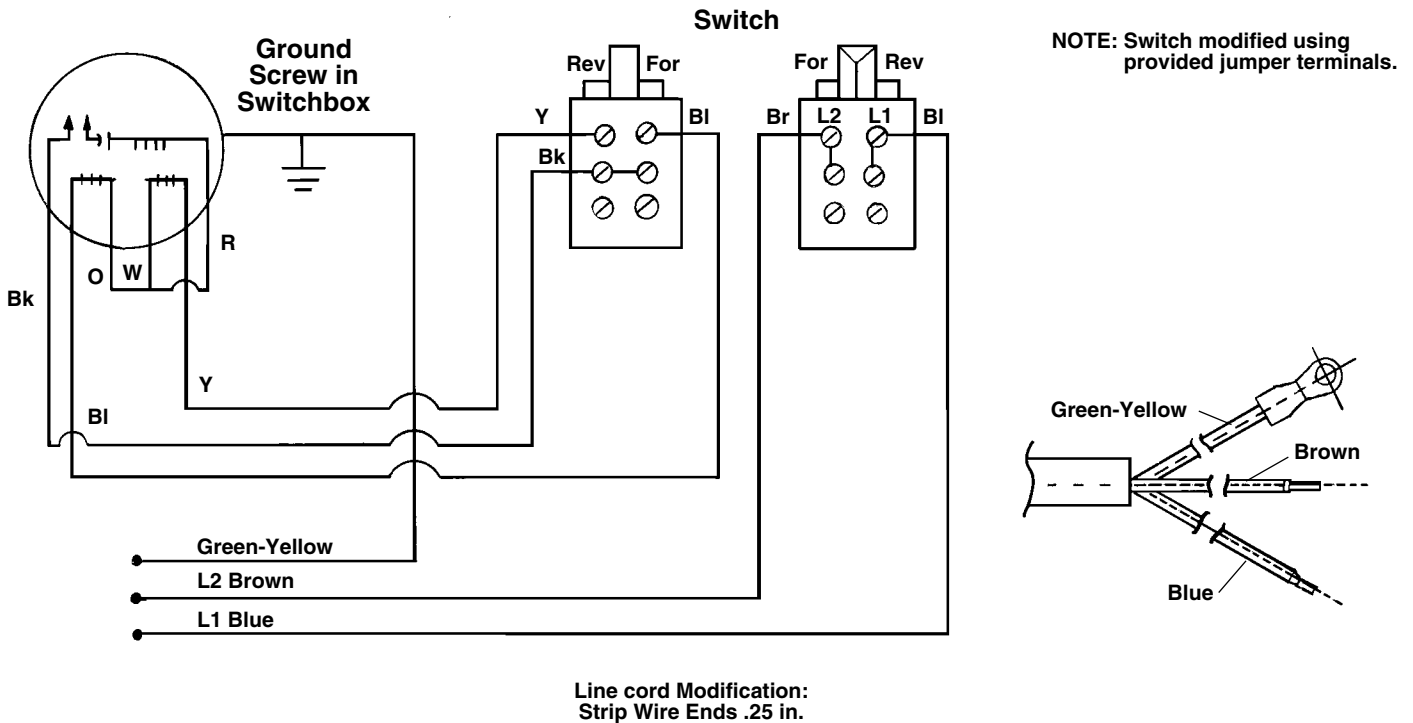 Switch
NOTE: Switch modified using
provided jumper terminals.
Ground
Screw in
Switchbox
Rev For
For Rev
Y Bl
Br L2 L1 Bl
Bk
R
O W
Bk
Y
Bl
Green-Yellow
Brown
Blue
Green-Yellow
L2 Brown
L1 Blue
Line cord Modification:
Strip Wire Ends .25 in.